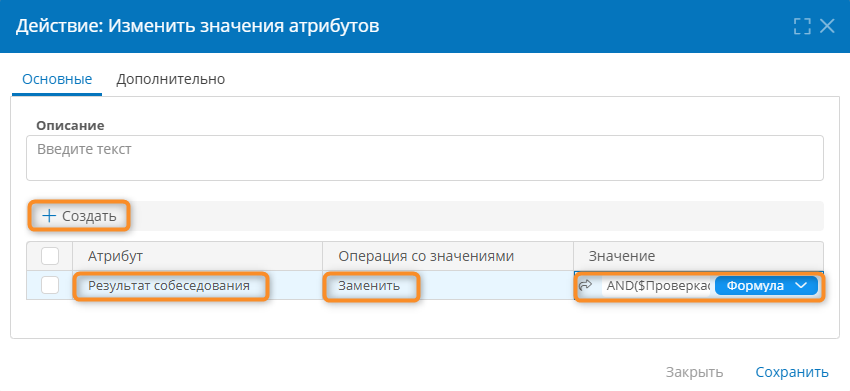 Действие: Изменить значения атрибутов
Основные Дополнительно
Описание
Введите текст
Создать
Атрибут Операция со значениями Значение
Результат собеседования Заменить AND($Проверка Формула
Закрыть Сохранить